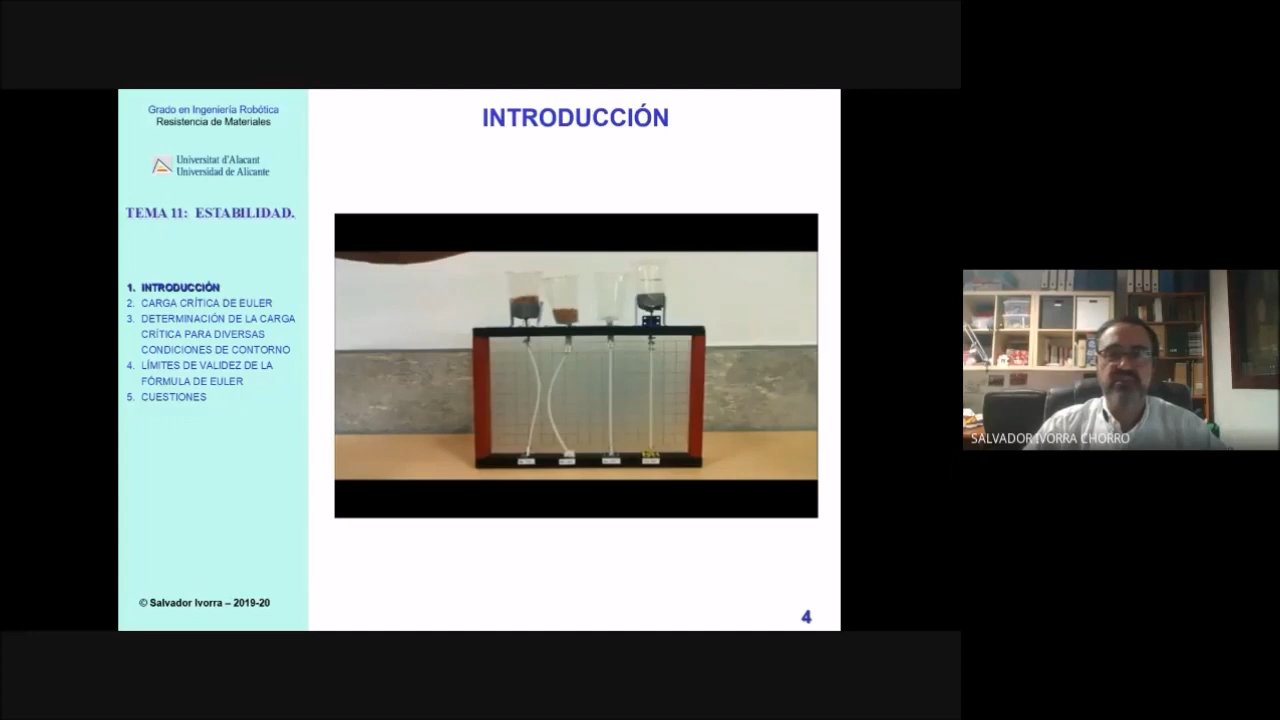 Grado en Ingeniería Robótica
Resistencia de Materiales
Universitat d'Alacant
Universidad de Alicante
TEMA 11: ESTABILIDAD.
1. INTRODUCCIÓN
2. CARGA CRÍTICA DE EULER
3. DETERMINACIÓN DE LA CARGA
CRÍTICA PARA DIVERSAS
CONDICIONES DE CONTORNO
4. LÍMITES DE VALIDEZ DE LA
FÓRMULA DE EULER
5. CUESTIONES
© Salvador Ivorra – 2019-20
INTRODUCCIÓN
4
SALVADOR IVORRA CHORRO